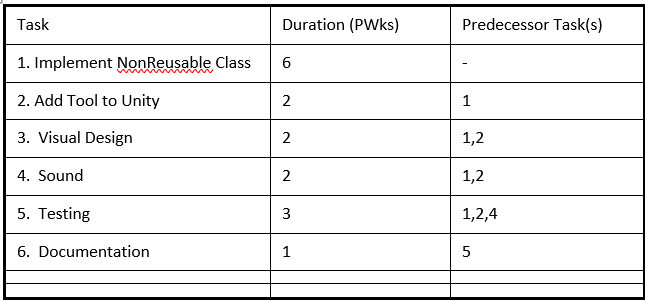 Task Duration (PWks) Predecessor Task(s)
1. Implement NonReusable Class 6 -
2. Add Tool to Unity 2 1
3. Visual Design 2 1,2
4. Sound 2 1,2
5. Testing 3 1,2,4
6. Documentation 1 5